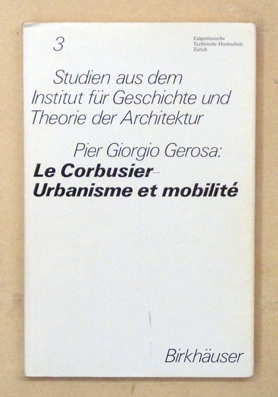 3
Eidgenössische
Technische Hochschule
Zürich
Studien aus dem
Institut für Geschichte und
Theorie der Architektur
Pier Giorgio Gerosa:
Le Corbusier–
Urbanisme et mobilité
Birkhäuser